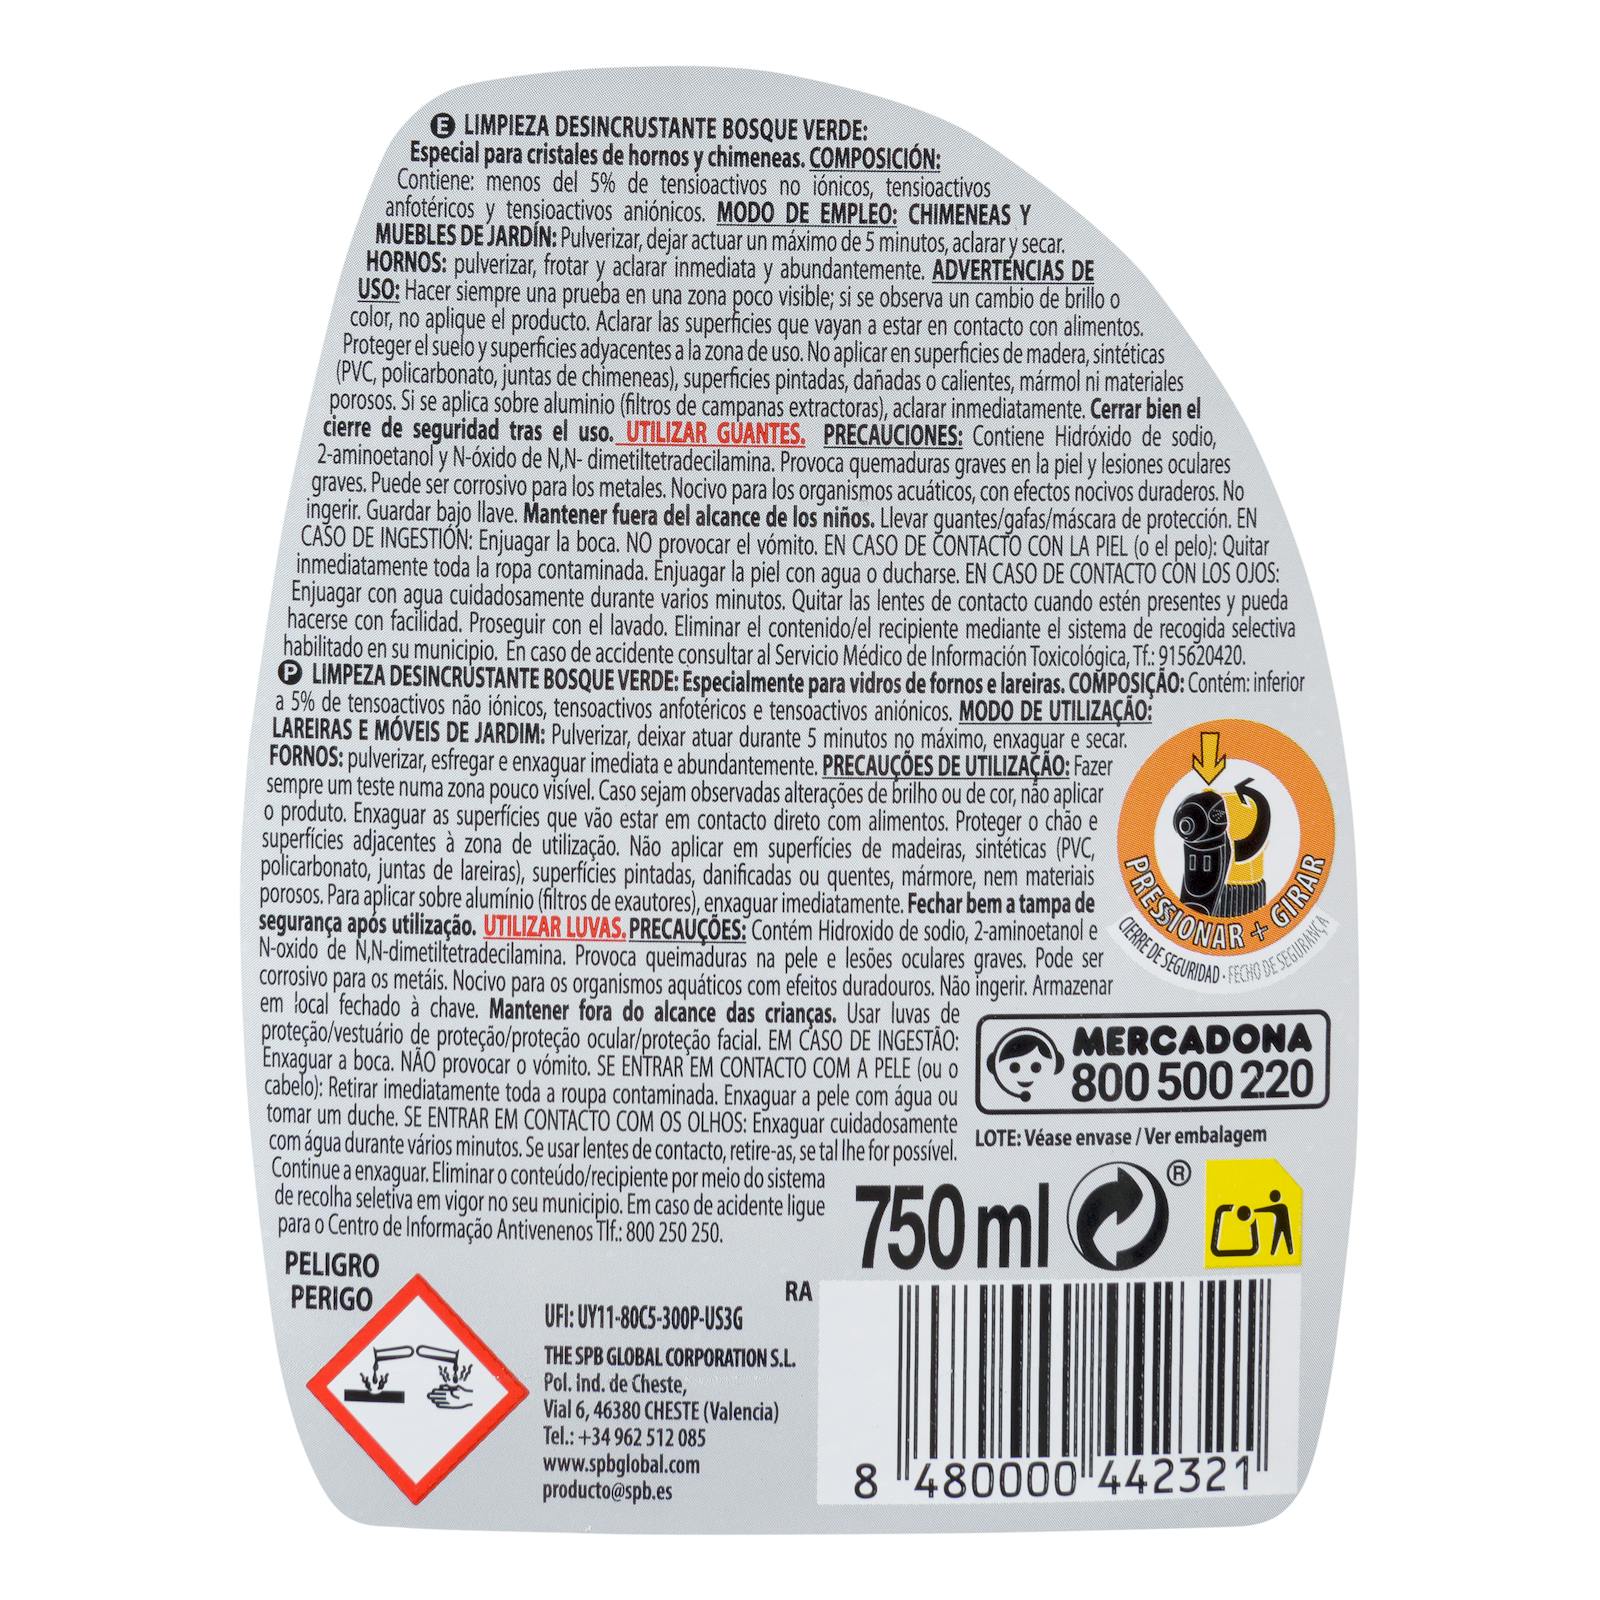 E LIMPIEZA DESINCRUSTANTE BOSQUE VERDE:
Especial para cristales de hornos y chimeneas. COMPOSICIÓN:
Contiene: menos del 5% de tensioactivos no iónicos, tensioactivos
anfotéricos y tensioactivos aniónicos. MODO DE EMPLEO: CHIMENEAS Y
MUEBLES DE JARDÍN: Pulverizar, dejar actuar un máximo de 5 minutos, aclarar y secar.
HORNOS: pulverizar, frotar y aclarar inmediata y abundantemente. ADVERTENCIAS DE
USO: Hacer siempre una prueba en una zona poco visible; si se observa un cambio de brillo o
color, no aplique el producto. Aclarar las superficies que vayan a estar en contacto con alimentos.
Proteger el suelo y superficies adyacentes a la zona de uso. No aplicar en superficies de madera, sintéticas
(PVC, policarbonato, juntas de chimeneas), superficies pintadas, dañadas o calientes, mármol ni materiales
porosos. Si se aplica sobre aluminio (filtros de campanas extractoras), aclarar inmediatamente. Cerrar bien el
cierre de seguridad tras el uso. UTILIZAR GUANTES. PRECAUCIONES: Contiene Hidróxido de sodio,
2-aminoetanol y N-óxido de N,N- dimetiltetradecilamina. Provoca quemaduras graves en la piel y lesiones oculares
graves. Puede ser corrosivo para los metales. Nocivo para los organismos acuáticos, con efectos nocivos duraderos. No
ingerir. Guardar bajo llave. Mantener fuera del alcance de los niños. Llevar guantes/gafas/máscara de protección. EN
CASO DE INGESTIÓN: Enjuagar la boca. NO provocar el vómito. EN CASO DE CONTACTO CON LA PIEL (o el pelo): Quitar
inmediatamente toda la ropa contaminada. Enjuagar la piel con agua o ducharse. EN CASO DE CONTACTO CON LOS OJOS:
Enjuagar con agua cuidadosamente durante varios minutos. Quitar las lentes de contacto cuando estén presentes y pueda
hacerse con facilidad. Proseguir con el lavado. Eliminar el contenido/el recipiente mediante el sistema de recogida selectiva
habilitado en su municipio. En caso de accidente consultar al Servicio Médico de Información Toxicológica, Tf.: 915620420.
P LIMPEZA DESINCRUSTANTE BOSQUE VERDE: Especialmente para vidros de fornos e lareiras. COMPOSIÇÃO: Contém: inferior
a 5% de tensoactivos não iónicos, tensoactivos anfotéricos e tensoactivos aniónicos. MODO DE UTILIZAÇÃO:
LAREIRAS E MÓVEIS DE JARDIM: Pulverizar, deixar atuar durante 5 minutos no máximo, enxaguar e secar.
FORNOS: pulverizar, esfregar e enxaguar imediata e abundantemente. PRECAUÇÕES DE UTILIZAÇÃO: Fazer
sempre um teste numa zona pouco visível. Caso sejam observadas alterações de brilho ou de cor, não aplicar
o produto. Enxaguar as superfícies que vão estar em contacto direto com alimentos. Proteger o chão e
superfícies adjacentes à zona de utilização. Não aplicar em superfícies de madeiras, sintéticas (PVC,
policarbonato, juntas de lareiras), superfícies pintadas, danificadas ou quentes, mármore, nem materiais
porosos. Para aplicar sobre alumínio (filtros de exautores), enxaguar imediatamente. Fechar bem a tampa de
segurança após utilização. UTILIZAR LUVAS. PRECAUÇÕES: Contém Hidroxido de sodio, 2-aminoetanol e
N-oxido de N,N-dimetiltetradecilamina. Provoca queimaduras na pele e lesões oculares graves. Pode ser
corrosivo para os metáis. Nocivo para os organismos aquáticos com efeitos duradouros. Não ingerir. Armazenar
em local fechado à chave. Mantener fora do alcance das crianças. Usar luvas de
proteção/vestuário de proteção/proteção ocular/proteção facial. EM CASO DE INGESTÃO:
Enxaguar a boca. NÃO provocar o vómito. SE ENTRAR EM CONTACTO COM A PELE (ou o
cabelo): Retirar imediatamente toda a roupa contaminada. Enxaguar a pele com água ou
tomar um duche. SE ENTRAR EM CONTACTO COM OS OLHOS: Enxaguar cuidadosamente
com água durante vários minutos. Se usar lentes de contacto, retire-as, se tal lhe for possível.
Continue a enxaguar. Eliminar o conteúdo/recipiente por meio do sistema
de recolha seletiva em vigor no seu municipio. Em caso de acidente ligue
para o Centro de Informação Antivenenos Tlf.: 800 250 250.
PRESSIONAR + GIRAR
CIERRE DE SEGURIDAD · FECHO DE SEGURANÇA
MERCADONA
800 500 220
LOTE: Véase envase / Ver embalagem
750 ml
®
PELIGRO
PERIGO
RA
UFI: UY11-80C5-300P-US3G
THE SPB GLOBAL CORPORATION S.L.
Pol. Ind. de Cheste,
Vial 6, 46380 CHESTE (Valencia)
Tel.: +34 962 512 085
www.spbglobal.com
producto@spb.es
8 480000 442321